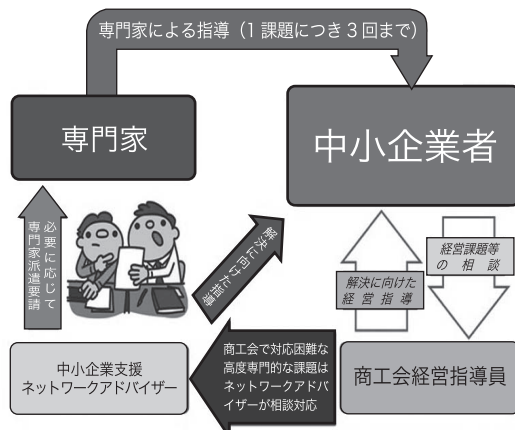 専門家による指導(1課題につき3回まで)
専門家
中小企業者
必要に応じて
専門家派遣要請
解決に向けた指導
解決に向けた
経営指導
経営課題等
の相談
中小企業支援
ネットワークアドバイザー
商工会で対応困難な
高度専門的な課題は
ネットワークアドバ
イザーが相談対応
商工会経営指導員